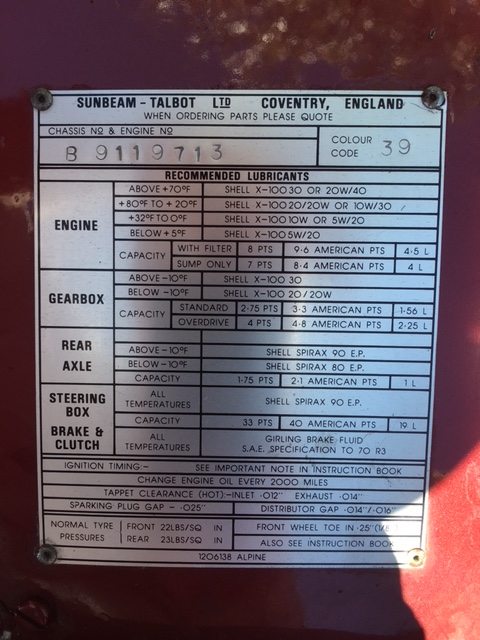 SUNBEAM-TALBOT LTD COVENTRY, ENGLAND
WHEN ORDERING PARTS PLEASE QUOTE
CHASSIS NO & ENGINE NO
B 9119713
COLOUR CODE 39
RECOMMENDED LUBRICANTS
ENGINE
ABOVE +70°F SHELL X-100 30 OR 20W/40
+80°F TO +20°F SHELL X-100 20/20W OR 10W/30
+32°F TO 0°F SHELL X-100 10W OR 5W/20
BELOW +5°F SHELL X-100 5W/20
CAPACITY WITH FILTER 8 PTS 9·6 AMERICAN PTS 4·5 L
SUMP ONLY 7 PTS 8·4 AMERICAN PTS 4 L
GEARBOX
ABOVE -10°F SHELL X-100 30
BELOW -10°F SHELL X-100 20/20W
CAPACITY STANDARD 2·75 PTS 3·3 AMERICAN PTS 1·56 L
OVERDRIVE 4 PTS 4·8 AMERICAN PTS 2·25 L
REAR AXLE
ABOVE -10°F SHELL SPIRAX 90 E.P.
BELOW -10°F SHELL SPIRAX 80 E.P.
CAPACITY 1·75 PTS 2·1 AMERICAN PTS 1 L
STEERING BOX
ALL TEMPERATURES SHELL SPIRAX 90 E.P.
CAPACITY 33 PTS 40 AMERICAN PTS 19 L
BRAKE & CLUTCH
ALL TEMPERATURES GIRLING BRAKE FLUID
S.A.E. SPECIFICATION TO 70 R3
IGNITION TIMING - SEE IMPORTANT NOTE IN INSTRUCTION BOOK
CHANGE ENGINE OIL EVERY 2000 MILES
TAPPET CLEARANCE (HOT):- INLET ·012" EXHAUST ·014"
SPARKING PLUG GAP - ·025" DISTRIBUTOR GAP ·014"/·016"
NORMAL TYRE PRESSURES
FRONT 22LBS/SQ IN FRONT WHEEL TOE IN ·25" (1/8
REAR 23LBS/SQ IN ALSO SEE INSTRUCTION BOOK
1206138 ALPINE